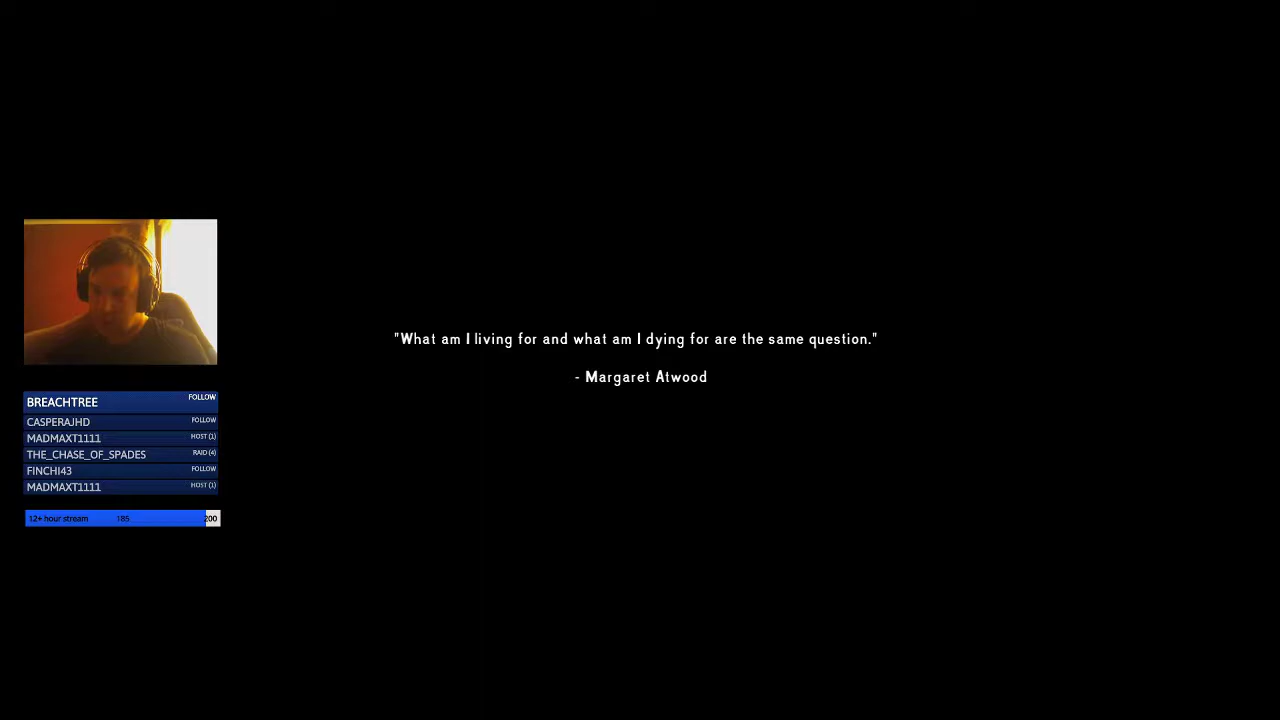 "What am I living for and what am I dying for are the same question."
- Margaret Atwood
BREACHTREE FOLLOW
CASPERAJHD FOLLOW
MADMAXT1111 HOST (1)
THE_CHASE_OF_SPADES RAID (4)
FINCHI43 FOLLOW
MADMAXT1111 HOST (1)
12+ hour stream 185 200